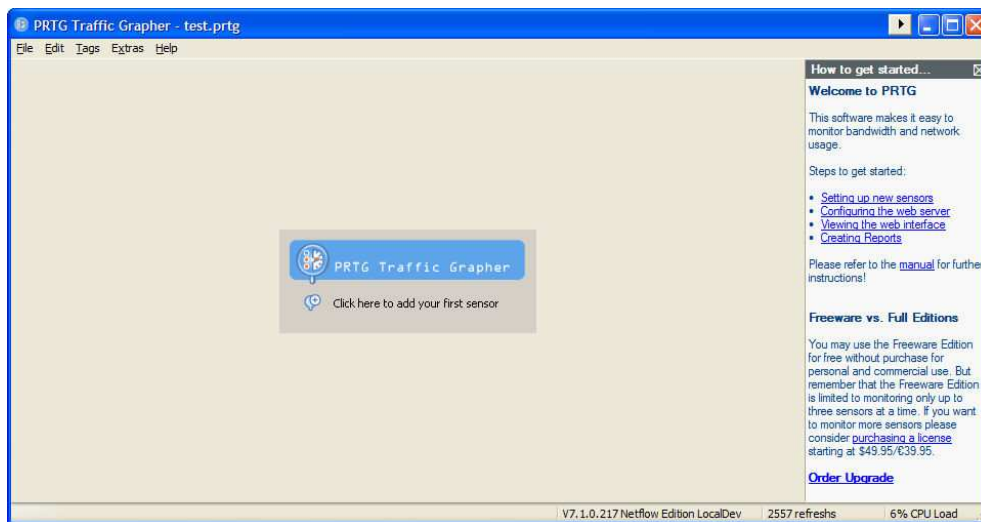 PRTG Traffic Grapher - test.prtg
File Edit Tags Extras Help
PRTG Traffic Grapher
Click here to add your first sensor
How to get started...
Welcome to PRTG
This software makes it easy to
monitor bandwidth and network
usage.
Steps to get started:
• Setting up new sensors
• Configuring the web server
• Viewing the web interface
• Creating Reports
Please refer to the manual for further
instructions!
Freeware vs. Full Editions
You may use the Freeware Edition
for free without purchase for
personal and commercial use. But
remember that the Freeware Edition
is limited to monitoring only up to
three sensors at a time. If you want
to monitor more sensors please
consider purchasing a license
starting at $49.95/€39.95.
Order Upgrade
V7.1.0.217 Netflow Edition LocalDev 2557 refreshs 6% CPU Load